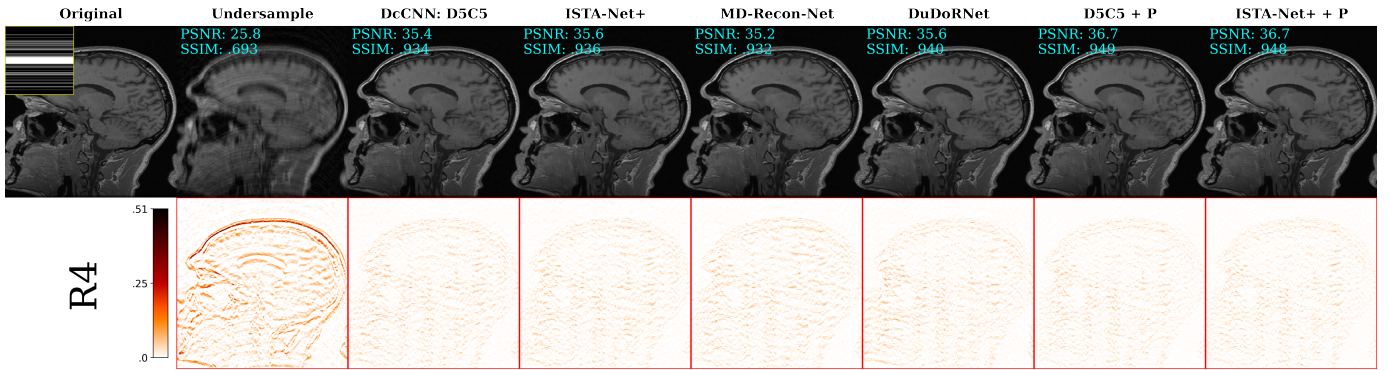 Original Undersample DcCNN: D5C5 ISTA-Net+ MD-Recon-Net DuDoRNet D5C5 + P ISTA-Net+ + P
PSNR: 25.8 PSNR: 35.4 PSNR: 35.6 PSNR: 35.2 PSNR: 35.6 PSNR: 36.7 PSNR: 36.7
SSIM: .693 SSIM: .934 SSIM: .936 SSIM: .932 SSIM: .940 SSIM: .949 SSIM: .948
R4
.51
.25
.0